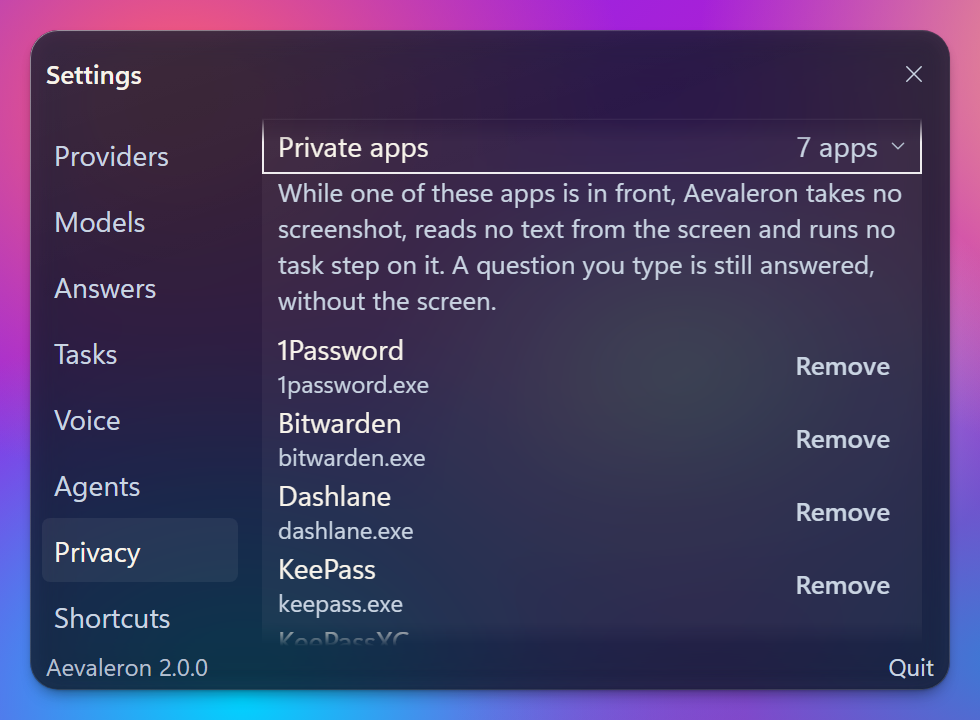 Settings
Providers
Models
Answers
Tasks
Voice
Agents
Privacy
Shortcuts
Private apps 7 apps
While one of these apps is in front, Aevaleron takes no
screenshot, reads no text from the screen and runs no
task step on it. A question you type is still answered,
without the screen.
1Password
1password.exe
Remove
Bitwarden
bitwarden.exe
Remove
Dashlane
dashlane.exe
Remove
KeePass
keepass.exe
Remove
KeePassXC
Aevaleron 2.0.0
Quit